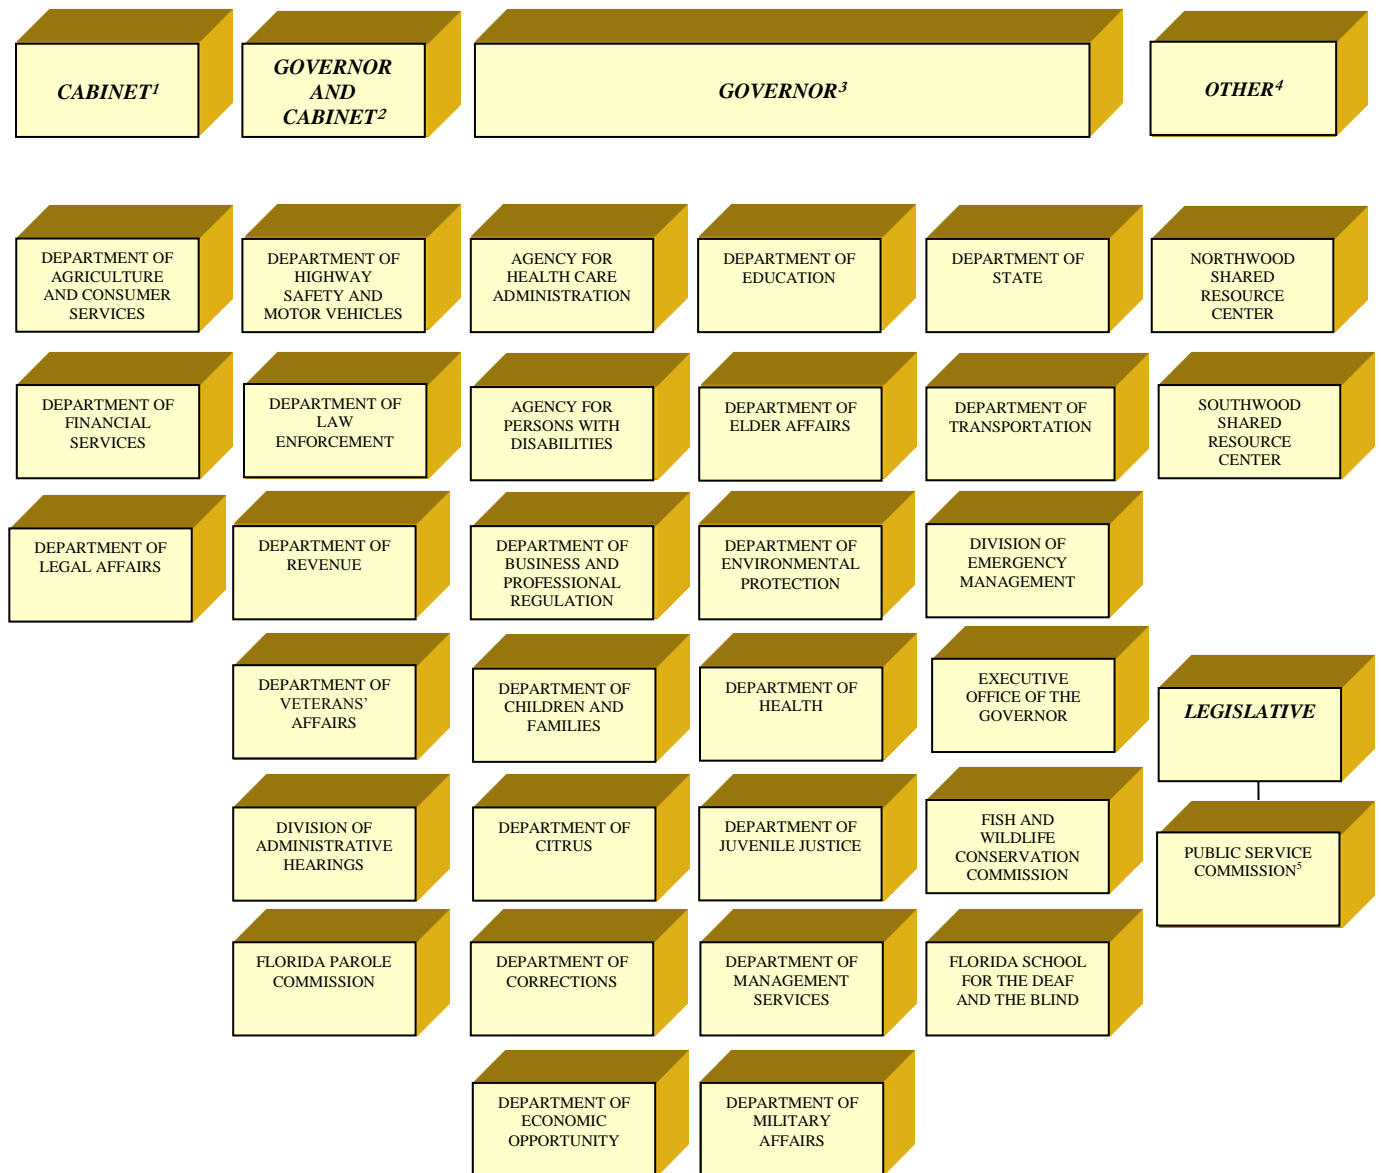 CABINET¹
GOVERNOR
AND
CABINET²
GOVERNOR³
OTHER⁴
DEPARTMENT OF
AGRICULTURE
AND CONSUMER
SERVICES
DEPARTMENT OF
HIGHWAY
SAFETY AND
MOTOR VEHICLES
AGENCY FOR
HEALTH CARE
ADMINISTRATION
DEPARTMENT OF
EDUCATION
DEPARTMENT OF
STATE
NORTHWOOD
SHARED
RESOURCE
CENTER
DEPARTMENT OF
FINANCIAL
SERVICES
DEPARTMENT OF
LAW
ENFORCEMENT
AGENCY FOR
PERSONS WITH
DISABILITIES
DEPARTMENT OF
ELDER AFFAIRS
DEPARTMENT OF
TRANSPORTATION
SOUTHWOOD
SHARED
RESOURCE
CENTER
DEPARTMENT OF
LEGAL AFFAIRS
DEPARTMENT OF
REVENUE
DEPARTMENT OF
BUSINESS AND
PROFESSIONAL
REGULATION
DEPARTMENT OF
ENVIRONMENTAL
PROTECTION
DIVISION OF
EMERGENCY
MANAGEMENT
DEPARTMENT OF
VETERANS’
AFFAIRS
DEPARTMENT OF
CHILDREN AND
FAMILIES
DEPARTMENT OF
HEALTH
EXECUTIVE
OFFICE OF THE
GOVERNOR
LEGISLATIVE
DIVISION OF
ADMINISTRATIVE
HEARINGS
DEPARTMENT OF
CITRUS
DEPARTMENT OF
JUVENILE JUSTICE
FISH AND
WILDLIFE
CONSERVATION
COMMISSION
PUBLIC SERVICE
COMMISSION⁵
FLORIDA PAROLE
COMMISSION
DEPARTMENT OF
CORRECTIONS
DEPARTMENT OF
MANAGEMENT
SERVICES
FLORIDA SCHOOL
FOR THE DEAF
AND THE BLIND
DEPARTMENT OF
ECONOMIC
OPPORTUNITY
DEPARTMENT OF
MILITARY
AFFAIRS